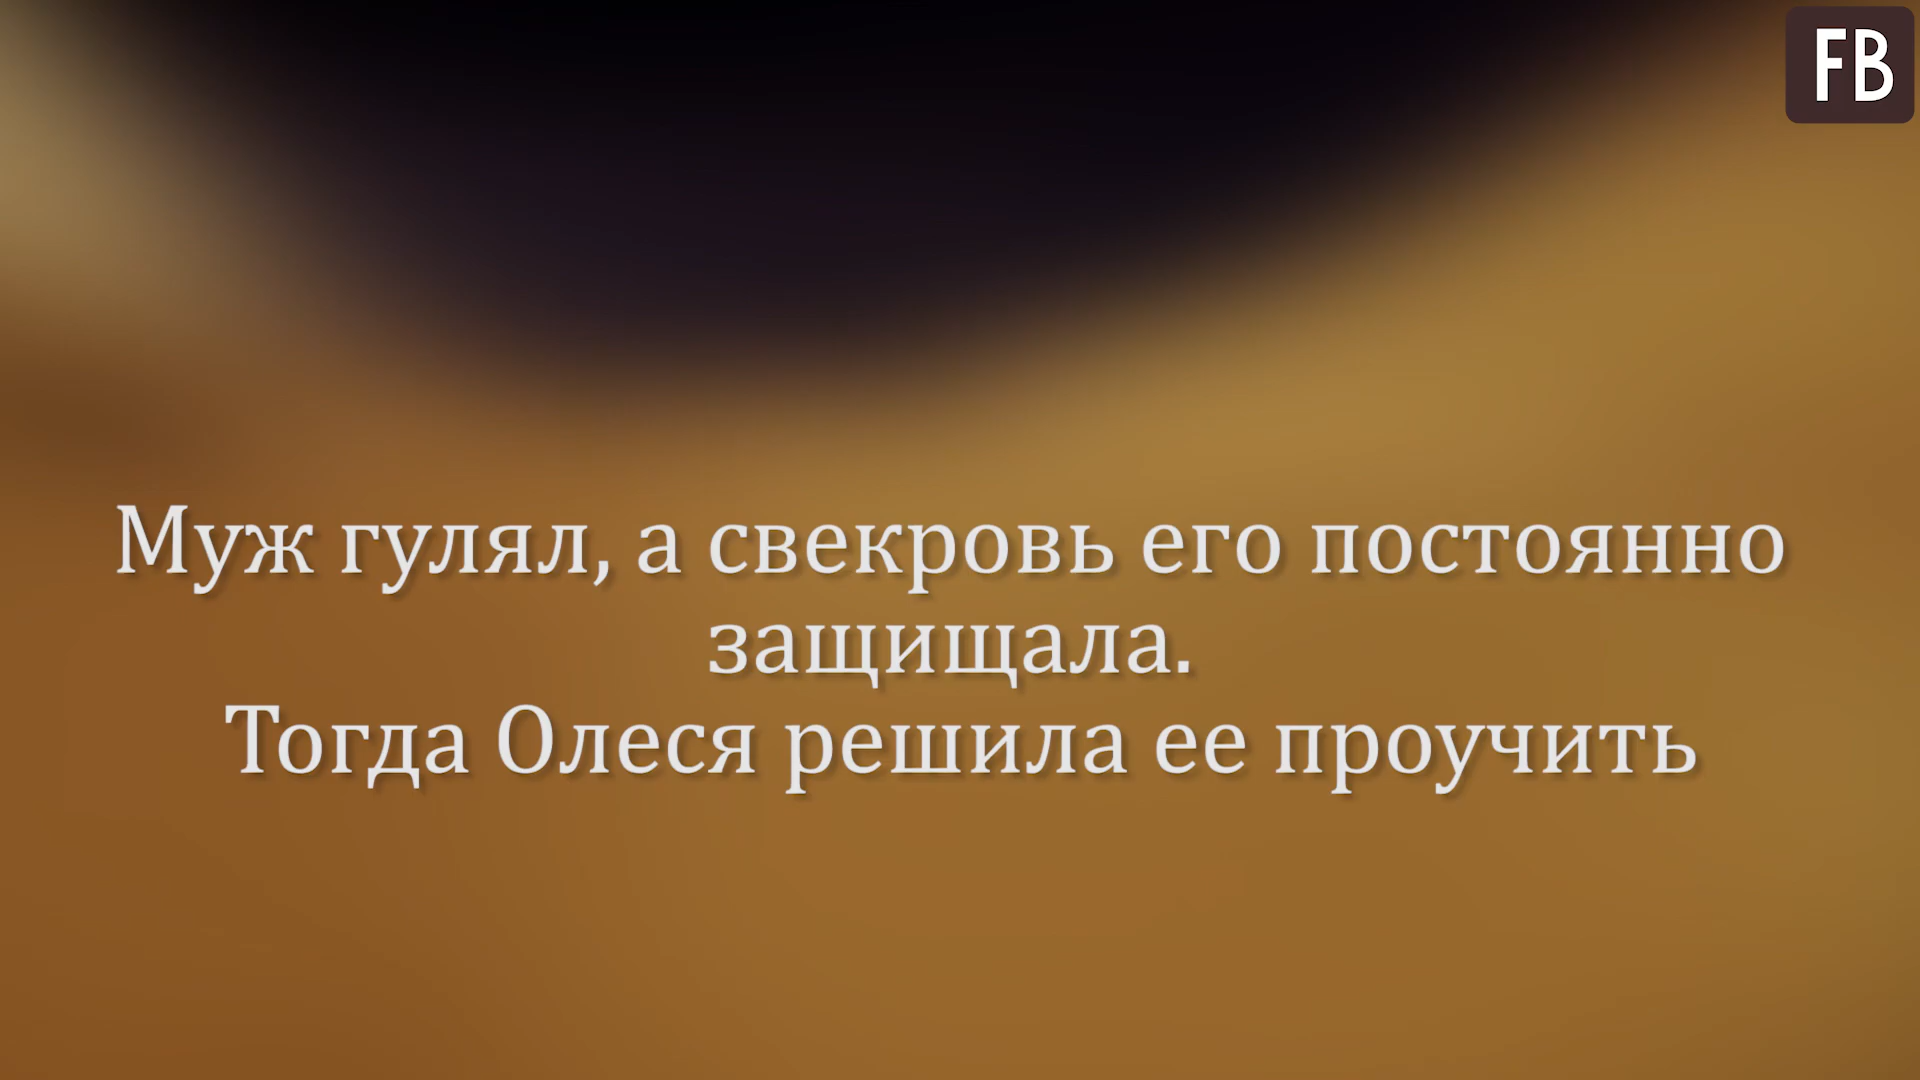 FB
Муж гулял, а свекровь его постоянно
защищала.
Тогда Олеся решила ее проучить